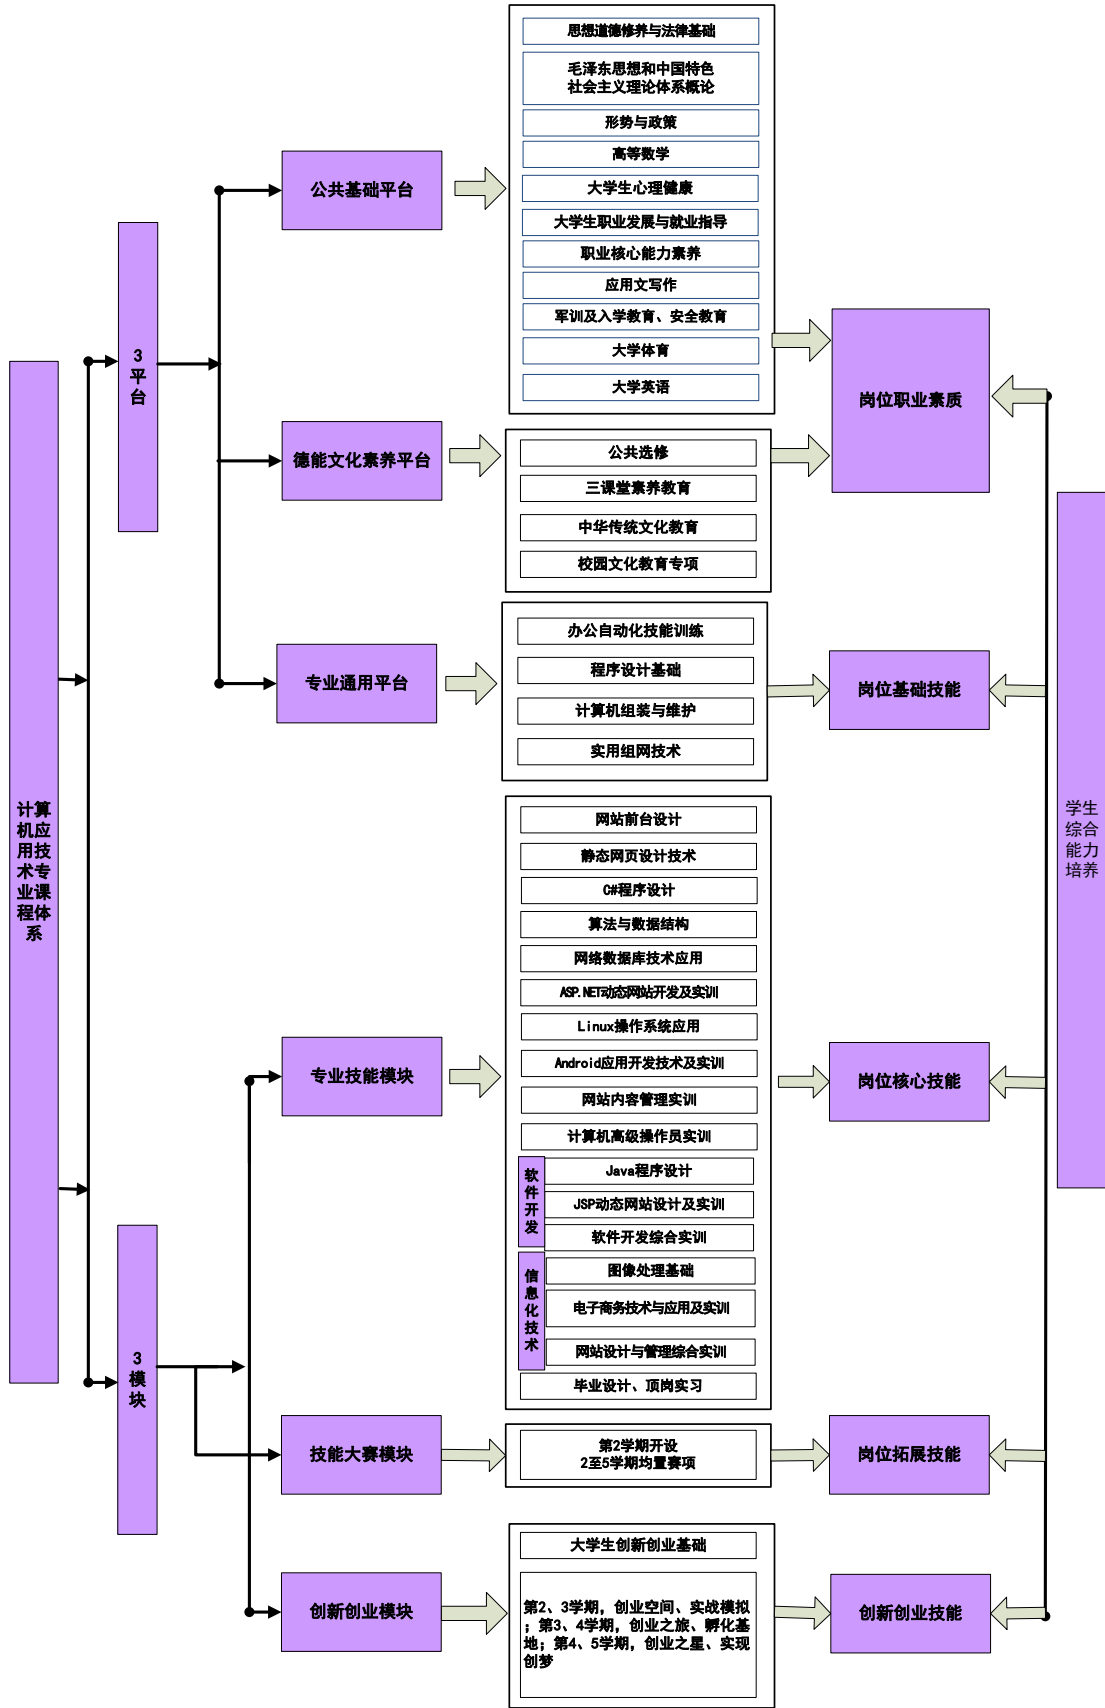 计算
机应
用技
术专
业课
程体
系
3
平
台
3
模
块
公共基础平台
德能文化素养平台
专业通用平台
专业技能模块
技能大赛模块
创新创业模块
思想道德修养与法律基础
毛泽东思想和中国特色
社会主义理论体系概论
形势与政策
高等数学
大学生心理健康
大学生职业发展与就业指导
职业核心能力素养
应用文写作
军训及入学教育、安全教育
大学体育
大学英语
公共选修
三课堂素养教育
中华传统文化教育
校园文化教育专项
办公自动化技能训练
程序设计基础
计算机组装与维护
实用组网技术
网站前台设计
静态网页设计技术
C#程序设计
算法与数据结构
网络数据库技术应用
ASP.NET动态网站开发及实训
Linux操作系统应用
Android应用开发技术及实训
网站内容管理实训
计算机高级操作员实训
软
件
开
发
Java程序设计
JSP动态网站设计及实训
软件开发综合实训
信
息
化
技
术
图像处理基础
电子商务技术与应用及实训
网站设计与管理综合实训
毕业设计、顶岗实习
第2学期开设
2至5学期均置赛项
大学生创新创业基础
第2、3学期，创业空间、实战模拟
；第3、4学期，创业之旅、孵化基
地；第4、5学期，创业之星、实现
创梦
岗位职业素质
岗位基础技能
岗位核心技能
岗位拓展技能
创新创业技能
学生
综合
能力
培养